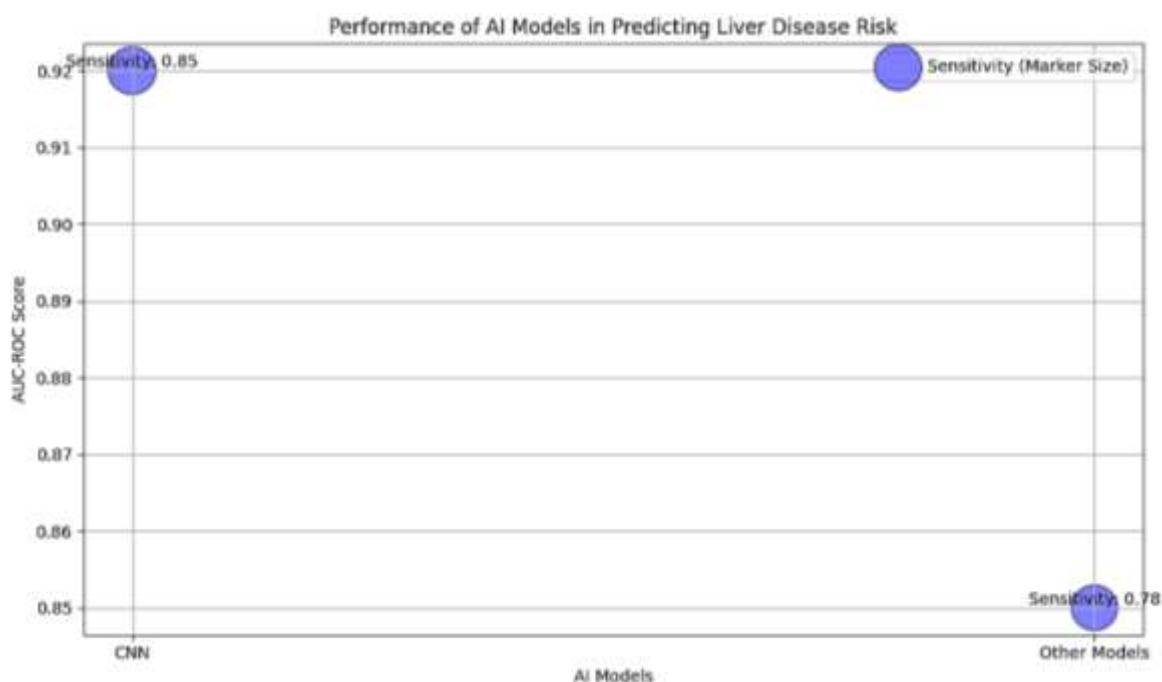 Performance of AI Models in Predicting Liver Disease Risk
Sensitivity: 0.85
Sensitivity (Marker Size)
0.92
0.91
0.90
0.89
0.88
0.87
0.86
0.85
AUC-ROC Score
Sensitivity: 0.78
CNN
Other Models
AI Models